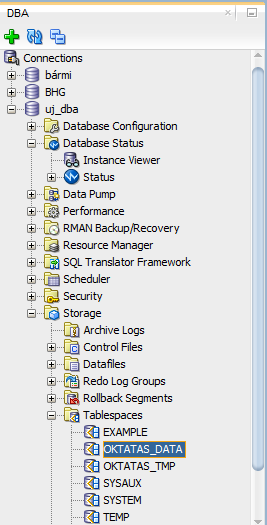 DBA
Connections
bármi
BHG
uj_dba
Database Configuration
Database Status
Instance Viewer
Status
Data Pump
Performance
RMAN Backup/Recovery
Resource Manager
SQL Translator Framework
Scheduler
Security
Storage
Archive Logs
Control Files
Datafiles
Redo Log Groups
Rollback Segments
Tablespaces
EXAMPLE
OKTATAS_DATA
OKTATAS_TMP
SYSAUX
SYSTEM
TEMP